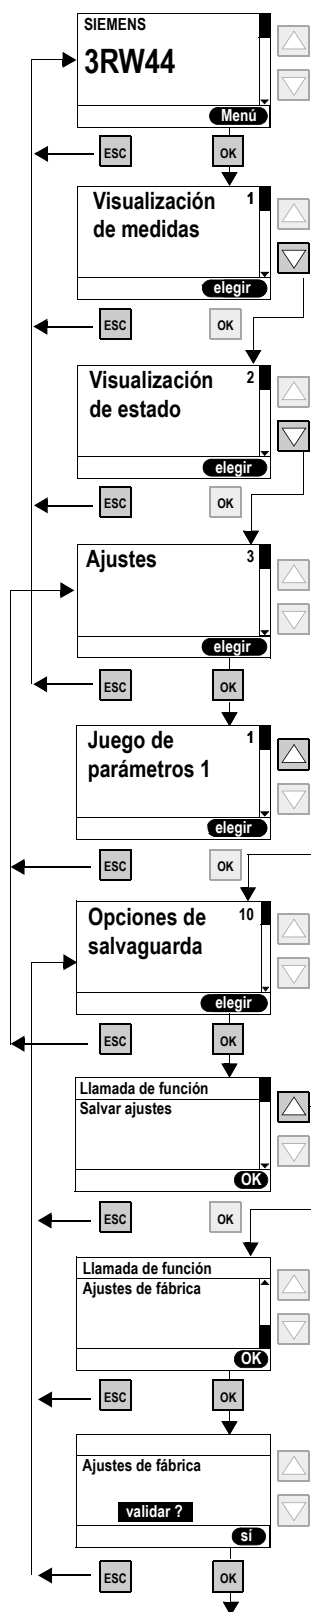 SIEMENS
3RW44
Menú
ESC OK
Visualización 1
de medidas
elegir
ESC OK
Visualización 2
de estado
elegir
ESC OK
Ajustes 3
elegir
ESC OK
Juego de 1
parámetros 1
elegir
ESC OK
Opciones de 10
salvaguarda
elegir
ESC OK
Llamada de función
Salvar ajustes
OK
ESC OK
Llamada de función
Ajustes de fábrica
OK
ESC OK
Ajustes de fábrica
validar ?
sí
ESC OK